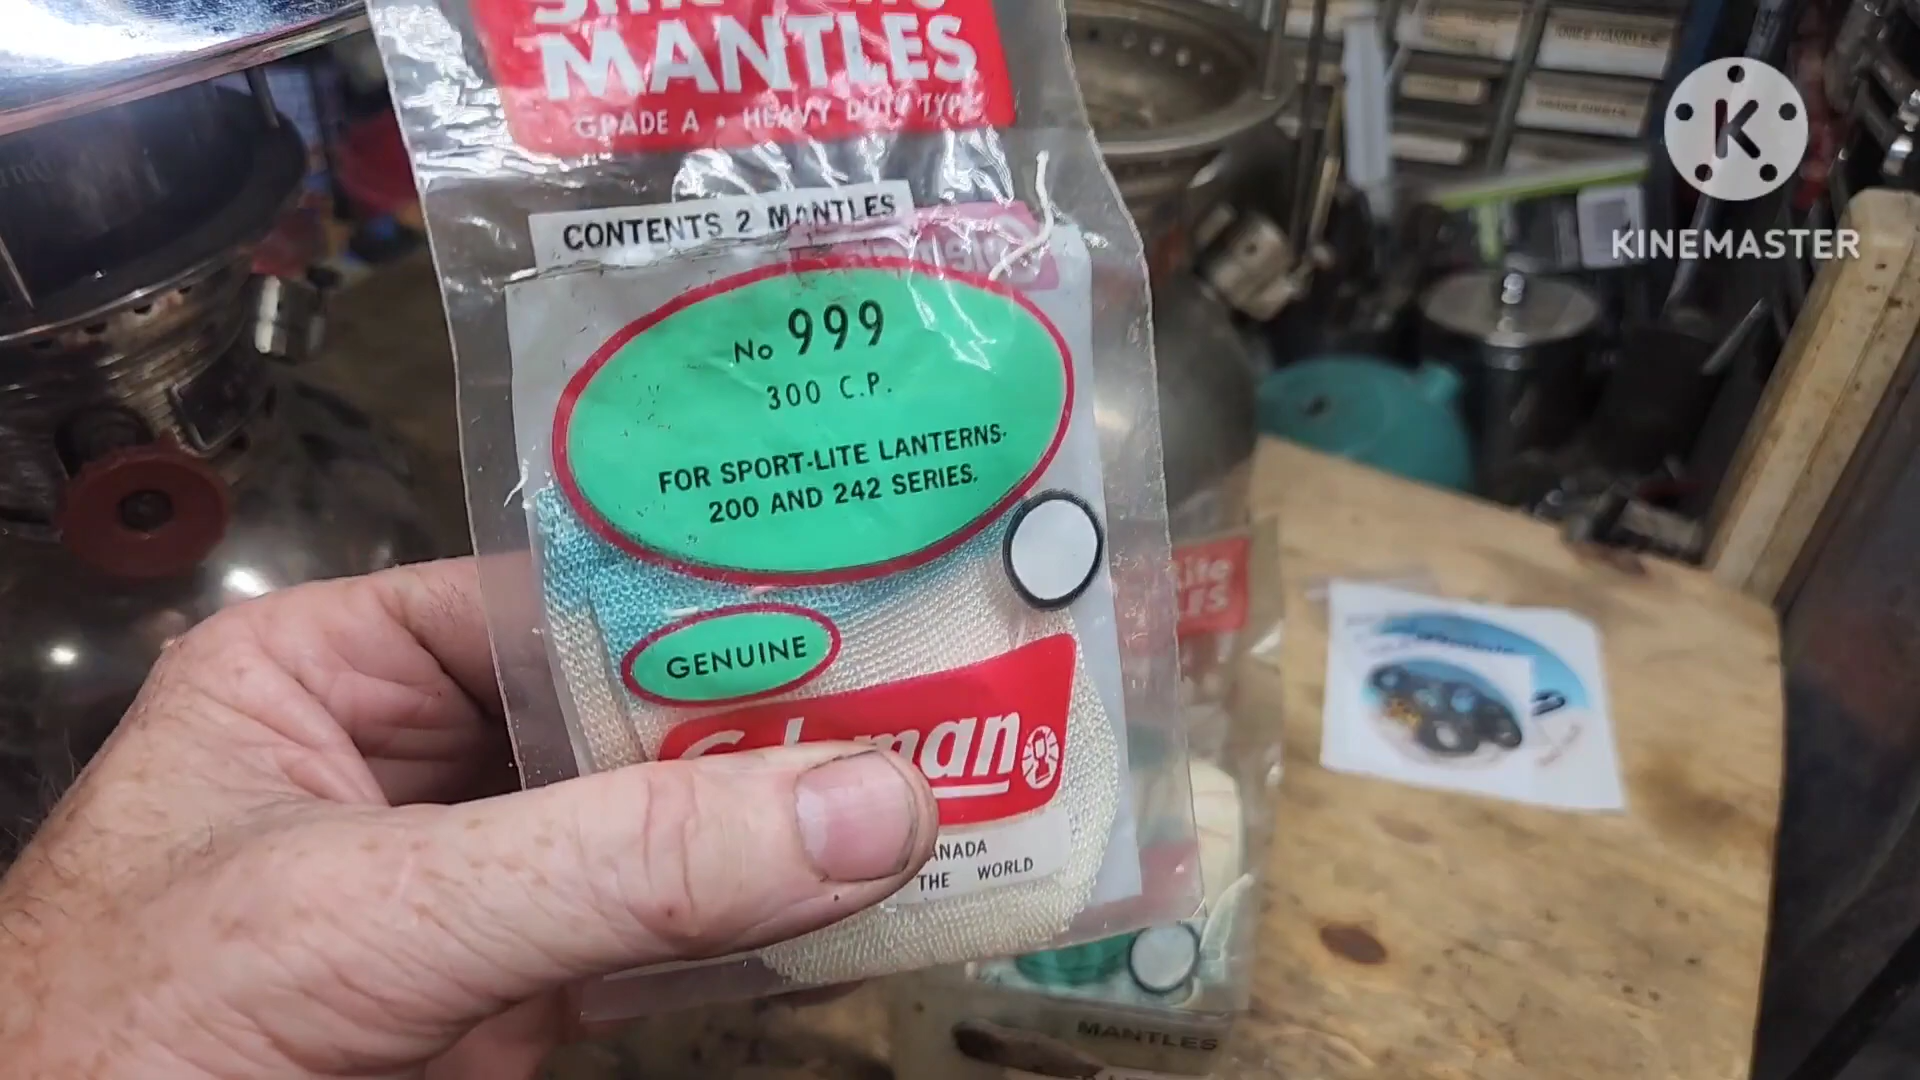 MANTLES
GRADE A • HEAVY DUTY TYPE
CONTENTS 2 MANTLES
No 999
300 C.P.
FOR SPORT-LITE LANTERNS.
200 AND 242 SERIES.
GENUINE
Coleman
THE WORLD
MANTLES
K
KINEMASTER